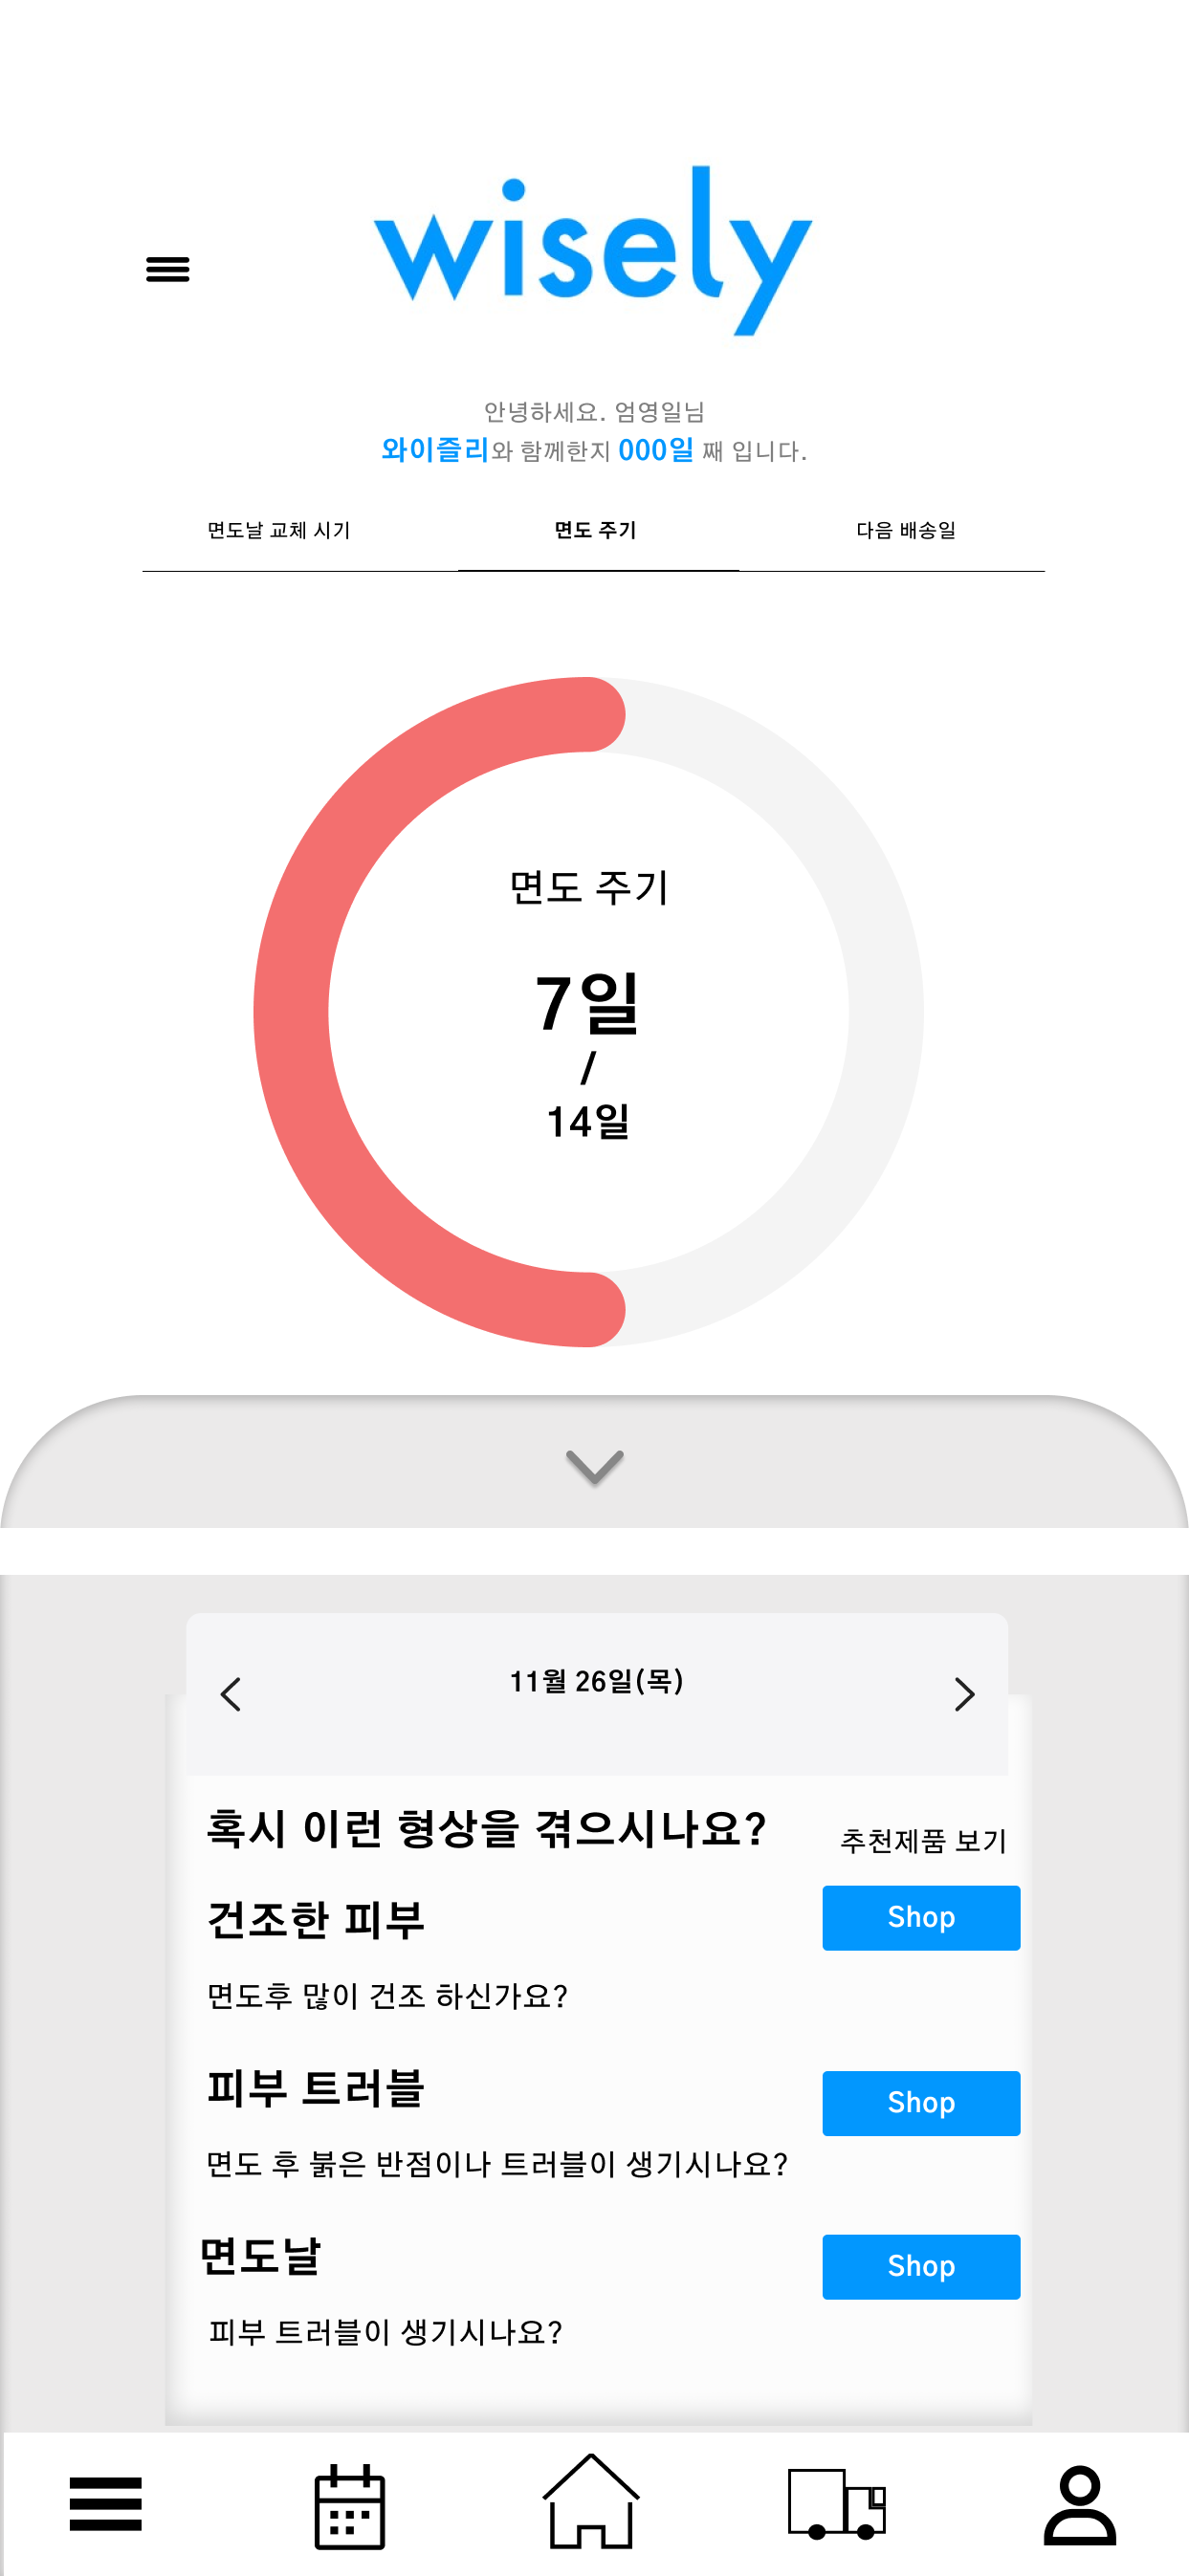 wisely
안녕하세요. 엄영일님
와이즐리와 함께한지 000일 째 입니다.
면도날 교체 시기
면도 주기
다음 배송일
면도 주기
7일
/
14일
11월 26일(목)
혹시 이런 형상을 겪으시나요?
추천제품 보기
건조한 피부
Shop
면도후 많이 건조 하신가요?
피부 트러블
Shop
면도 후 붉은 반점이나 트러블이 생기시나요?
면도날
Shop
피부 트러블이 생기시나요?